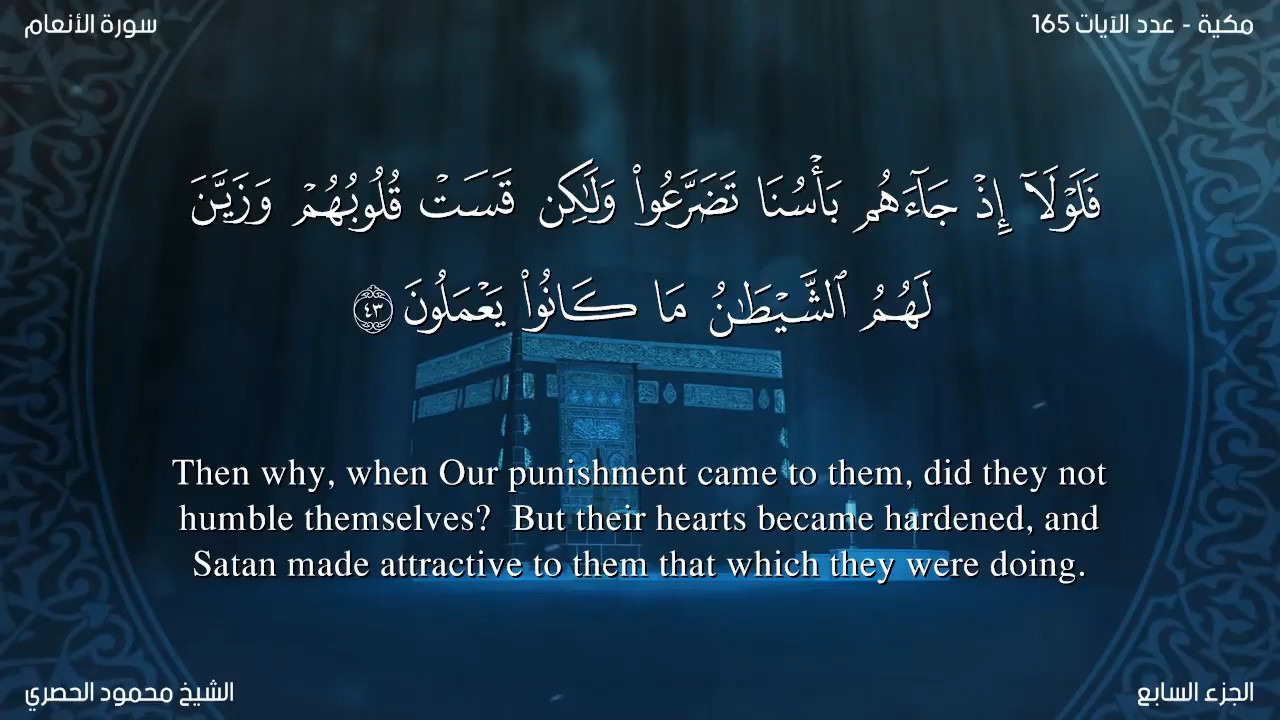 مكية - عدد الآيات 165
سورة الأنعام
فَلَوْلَآ إِذْ جَآءَهُم بَأْسُنَا تَضَرَّعُوا۟ وَلَـٰكِن قَسَتْ قُلُوبُهُمْ وَزَيَّنَ
لَهُمُ ٱلشَّيْطَـٰنُ مَا كَانُوا۟ يَعْمَلُونَ ٤٣
Then why, when Our punishment came to them, did they not
humble themselves?  But their hearts became hardened, and
Satan made attractive to them that which they were doing.
الجزء السابع
الشيخ محمود الحصري